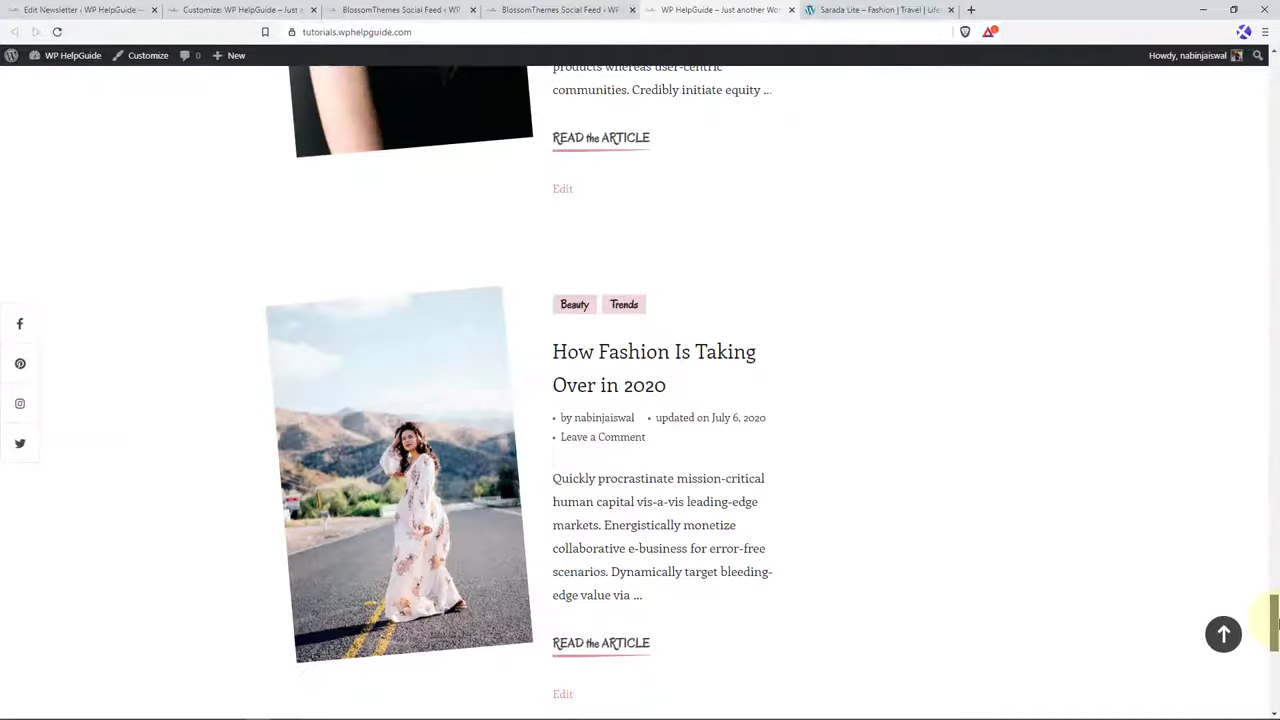 Edit Newsletter ‹ WP HelpGuide —
Customize: WP HelpGuide – Just a
BlossomThemes Social Feed ‹ WP
BlossomThemes Social Feed ‹ WP
WP HelpGuide – Just another Wo
Sarada Lite – Fashion | Travel | Life
tutorials.wphelpguide.com
WP HelpGuide
Customize
0
New
Howdy, nabinjaiswal
products whereas user-centric
communities. Credibly initiate equity …
READ the ARTICLE
Edit
Beauty
Trends
How Fashion Is Taking
Over in 2020
• by nabinjaiswal • updated on July 6, 2020
• Leave a Comment
Quickly procrastinate mission-critical
human capital vis-a-vis leading-edge
markets. Energistically monetize
collaborative e-business for error-free
scenarios. Dynamically target bleeding-
edge value via …
READ the ARTICLE
Edit